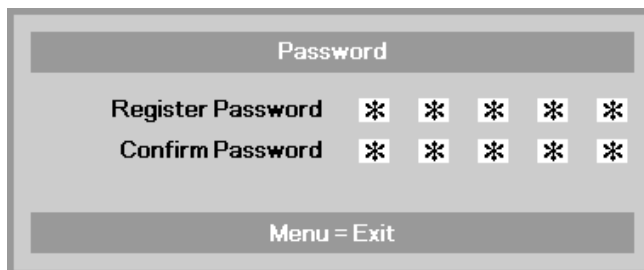 Password
Register Password * * * * *
Confirm Password * * * * *
Menu = Exit